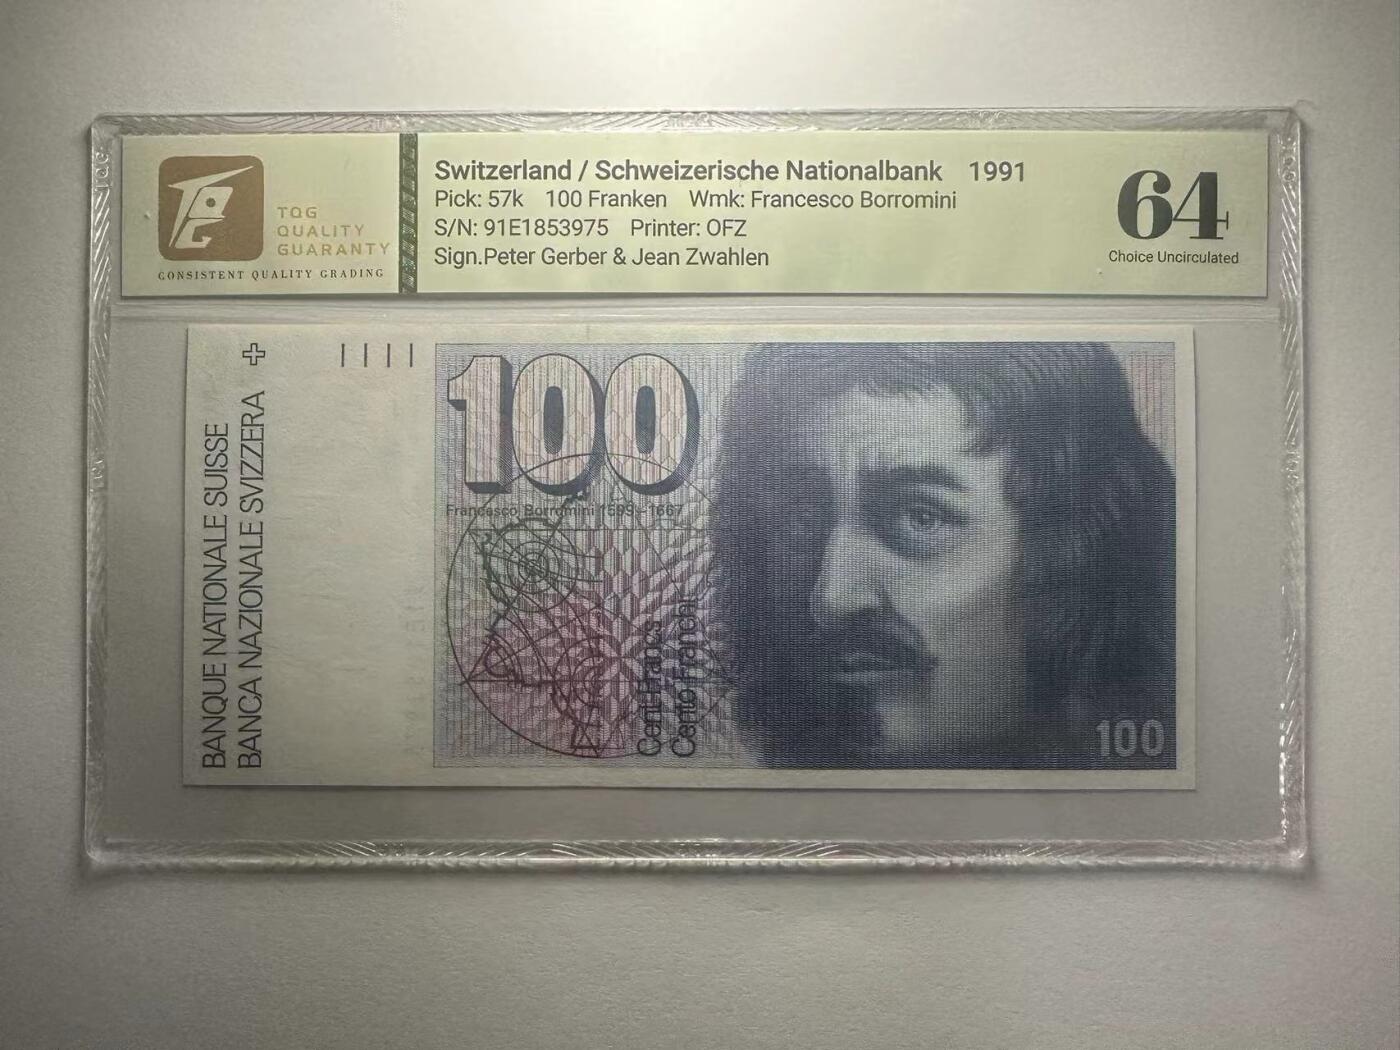 TQG
QUALITY
GUARANTY
CONSISTENT QUALITY GRADING
Switzerland / Schweizerische Nationalbank 1991
Pick: 57k 100 Franken Wmk: Francesco Borromini
S/N: 91E1853975 Printer: OFZ
Sign.Peter Gerber & Jean Zwahlen
64
Choice Uncirculated
BANQUE NATIONALE SUISSE
BANCA NAZIONALE SVIZZERA
100
Francesco Borromini 1599-1667
Cent Francs
Cento Franchi
100